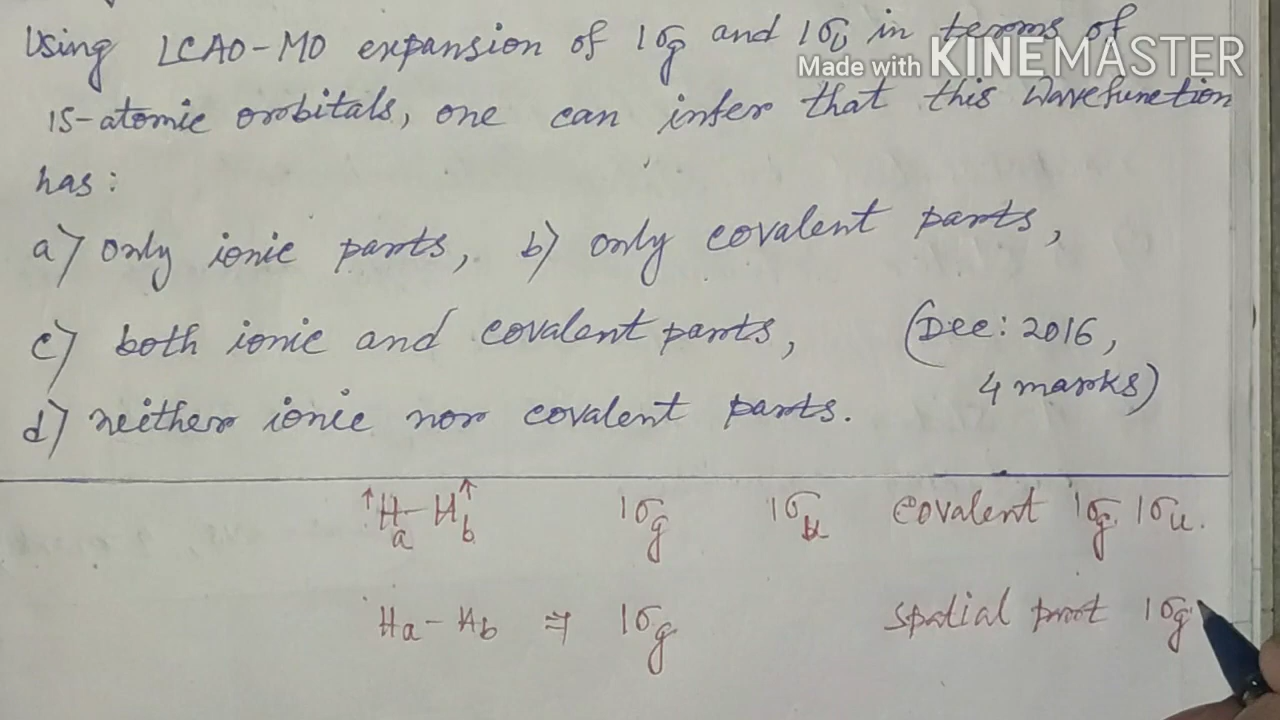 Using LCAO-MO expansion of 1σg and 1σu in terms of
Made with KINEMASTER
1S-atomic orbitals, one can infer that this wavefunction
has:
a) only ionic parts, b) only covalent parts,
c) both ionic and covalent parts, (Dec: 2016,
4 marks)
d) neither ionic nor covalent parts.
↑Ha-Hb↑ 1σg 1σu covalent 1σg 1σu.
Ha-Hb ⇒ 1σg spatial part 1σg